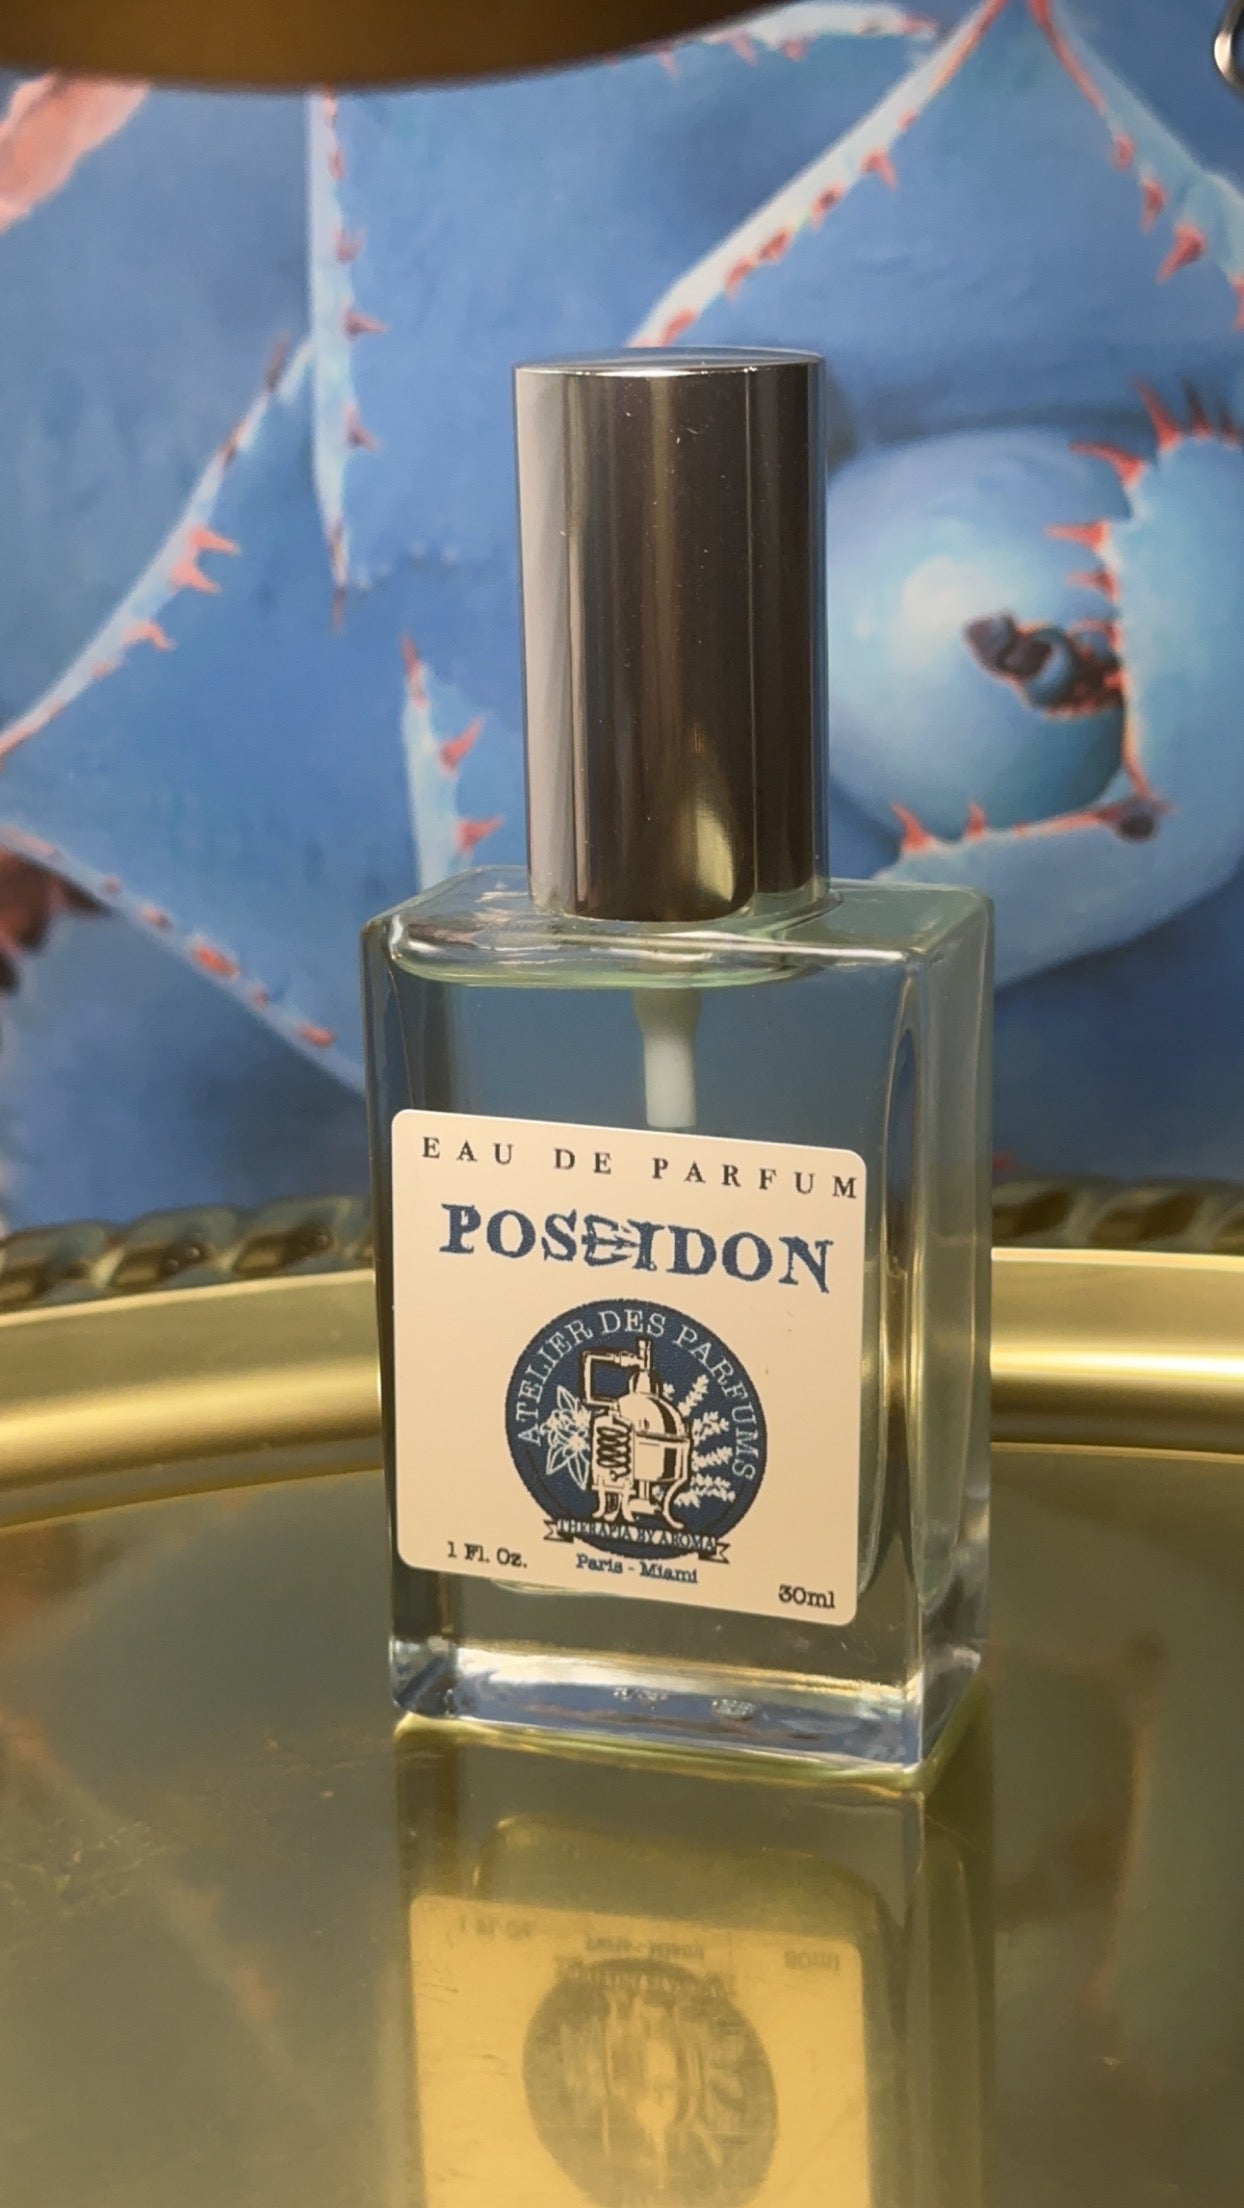 EAU DE PARFUM
POSEIDON
ATELIER DES PARFUMS
THERAPIA BY AROMA
Paris - Miami
1 Fl. Oz.
30ml